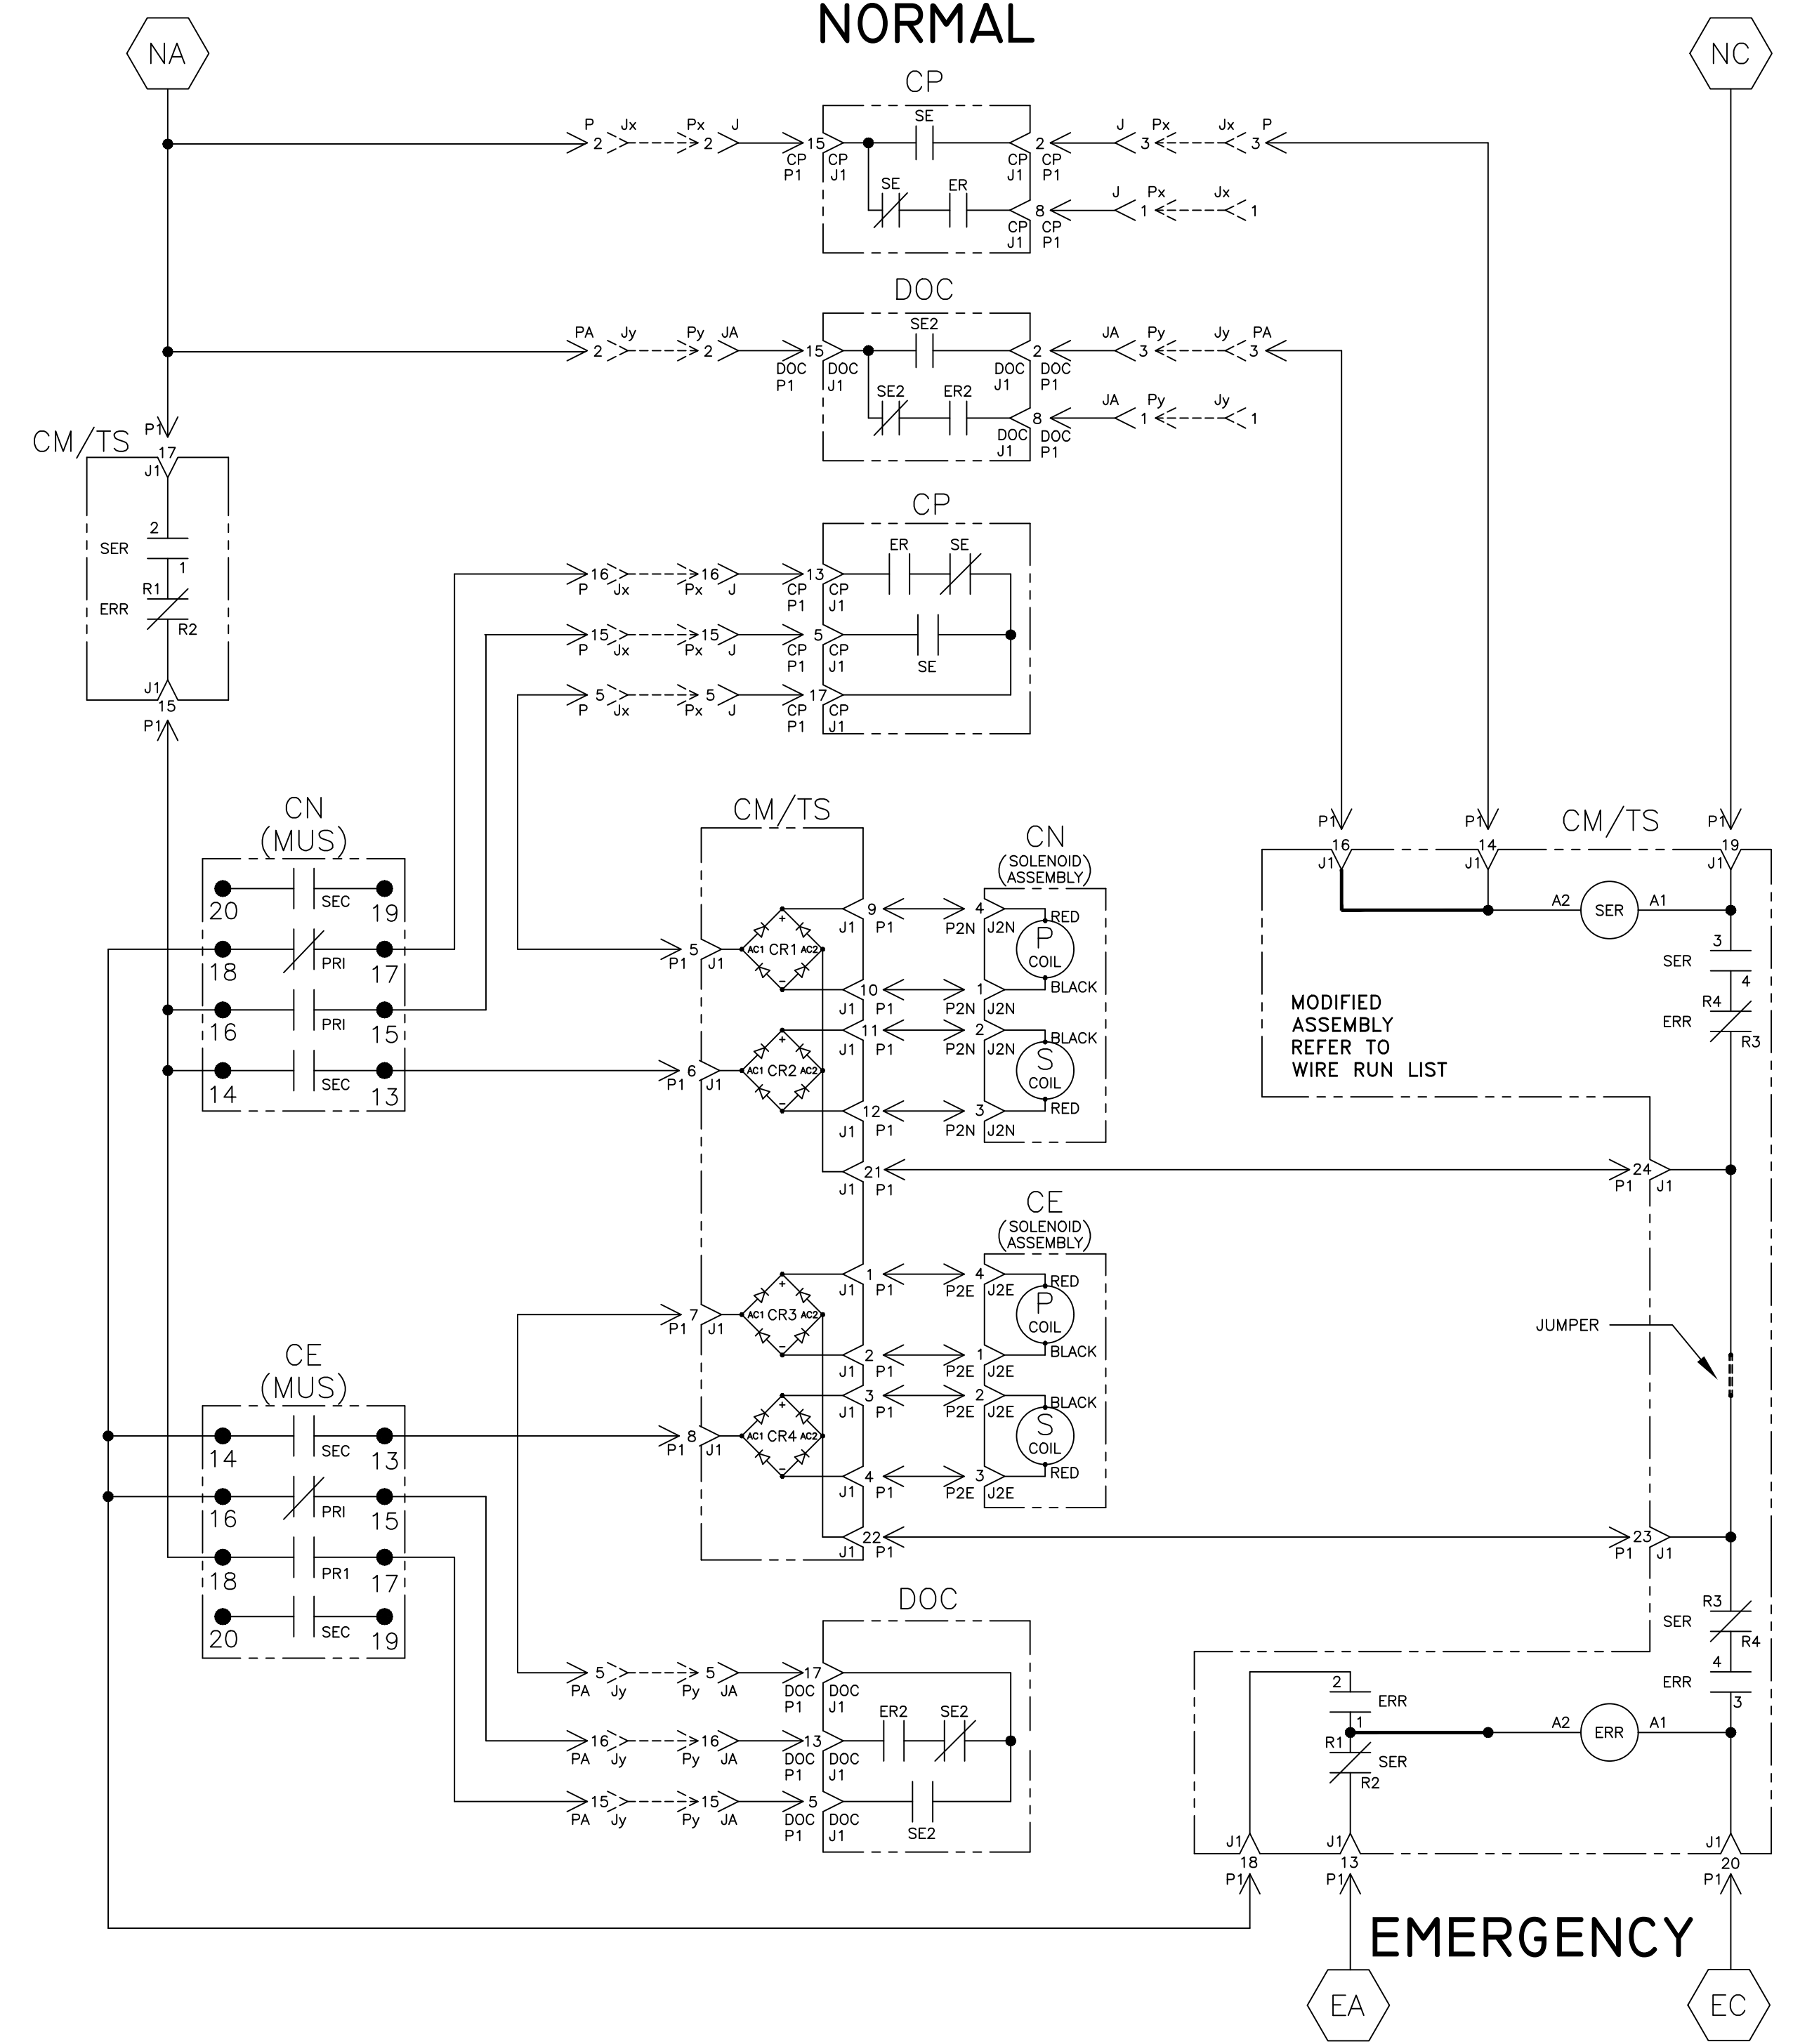 NORMAL
NA
NC
CP
P Jx Px J SE J Px Jx P
2 2 15 2 3 3
CP CP CP CP
P1 J1 J1 P1
SE ER J Px Jx
8 1 1
CP CP
J1 P1
DOC
PA Jy Py JA SE2 JA Py Jy PA
2 2 15 2 3 3
DOC DOC DOC DOC
P1 J1 J1 P1
SE2 ER2 JA Py Jy
8 1 1
DOC DOC
J1 P1
CM/TS
P1
17
J1
2
SER
1
R1
ERR
R2
J1
15
P1
CP
ER SE
16 16 13
P Jx Px J CP CP
P1 J1
15 15 5
P Jx Px J CP CP
P1 J1
SE
5 5 17
P Jx Px J CP CP
P1 J1
CN
(MUS)
20 SEC 19
18 PRI 17
16 PRI 15
14 SEC 13
CM/TS
5
P1 J1
AC1 CR1 AC2
+
-
9
J1 P1
10
J1 P1
6
P1 J1
AC1 CR2 AC2
+
-
11
J1 P1
12
J1 P1
21
J1 P1
CN
(SOLENOID
ASSEMBLY)
4 RED
P2N J2N
P
COIL
1 BLACK
P2N J2N
2 BLACK
P2N J2N
S
COIL
3 RED
P2N J2N
CM/TS
P1 P1 P1
16 14 19
J1 J1 J1
A2 SER A1
3
SER
4
R4
ERR
R3
MODIFIED
ASSEMBLY
REFER TO
WIRE RUN LIST
24
P1 J1
CE
(SOLENOID
ASSEMBLY)
7
P1 J1
AC1 CR3 AC2
+
-
1
J1 P1
2
J1 P1
8
P1 J1
AC1 CR4 AC2
+
-
3
J1 P1
4
J1 P1
22
J1 P1
4 RED
P2E J2E
P
COIL
1 BLACK
P2E J2E
2 BLACK
P2E J2E
S
COIL
3 RED
P2E J2E
JUMPER
23
P1 J1
CE
(MUS)
14 SEC 13
16 PRI 15
18 PR1 17
20 SEC 19
DOC
5 5 17
PA Jy Py JA DOC DOC
P1 J1
ER2 SE2
16 16 13
PA Jy Py JA DOC DOC
P1 J1
15 15 5
PA Jy Py JA DOC DOC
P1 J1
SE2
R3
SER
R4
4
ERR
3
2
ERR
1
A2 ERR A1
R1
SER
R2
J1 J1 J1
18 13 20
P1 P1 P1
EMERGENCY
EA
EC